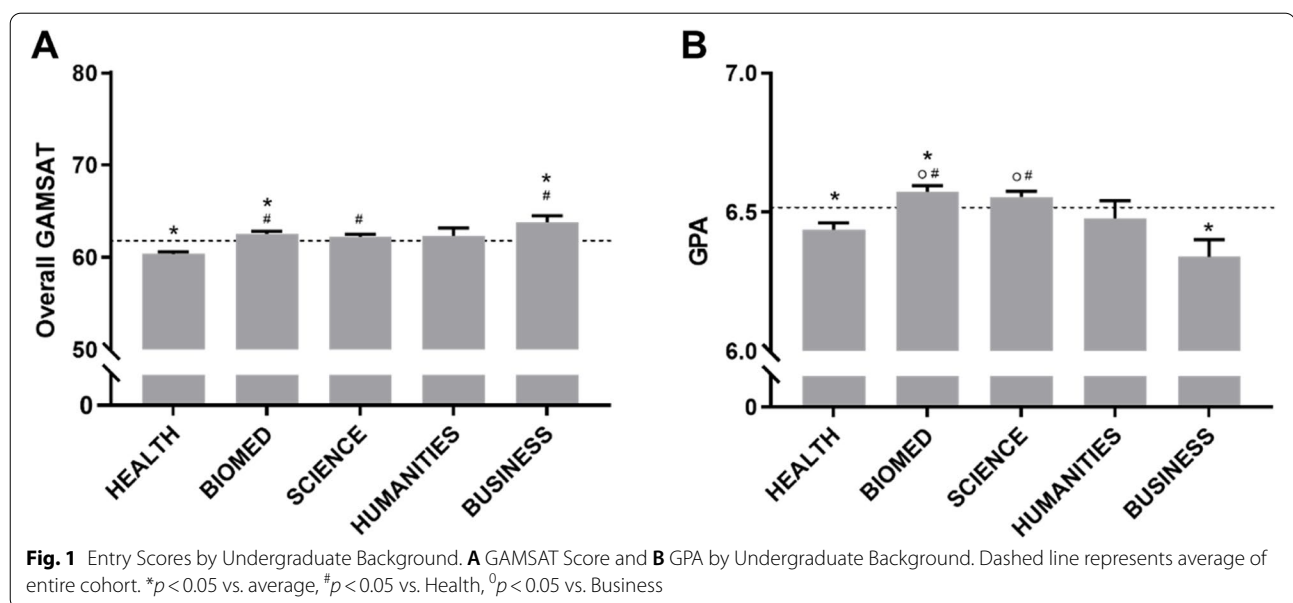 A
80
70
60
50
0
Overall GAMSAT
*
*
#
#
*
#
HEALTH
BIOMED
SCIENCE
HUMANITIES
BUSINESS
B
7.0
6.5
6.0
0
GPA
*
*
○ #
○ #
*
HEALTH
BIOMED
SCIENCE
HUMANITIES
BUSINESS
Fig. 1 Entry Scores by Undergraduate Background. A GAMSAT Score and B GPA by Undergraduate Background. Dashed line represents average of
entire cohort. *p < 0.05 vs. average, #p < 0.05 vs. Health, 0p < 0.05 vs. Business